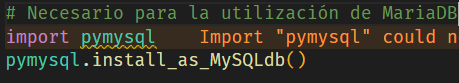 # Necesario para la utilización de MariaDB
import pymysql     Import "pymysql" could n
pymysql.install_as_MySQLdb()